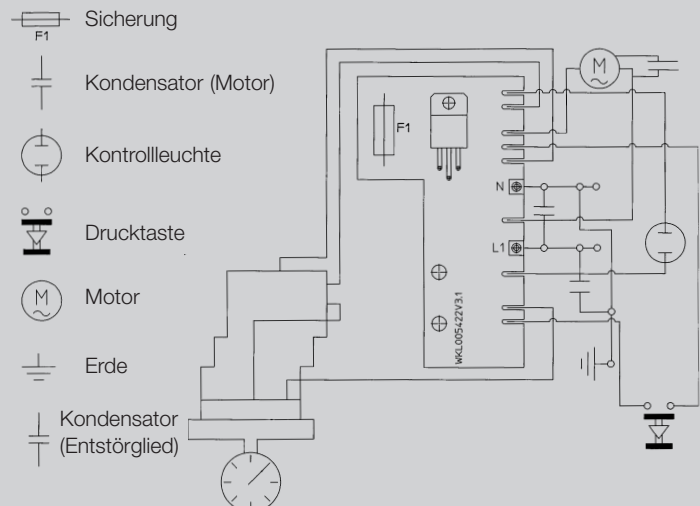 F1
Sicherung
Kondensator (Motor)
Kontrollleuchte
Drucktaste
M
Motor
Erde
Kondensator
(Entstörglied)
M
F1
N
L1
WKL005422V3.1